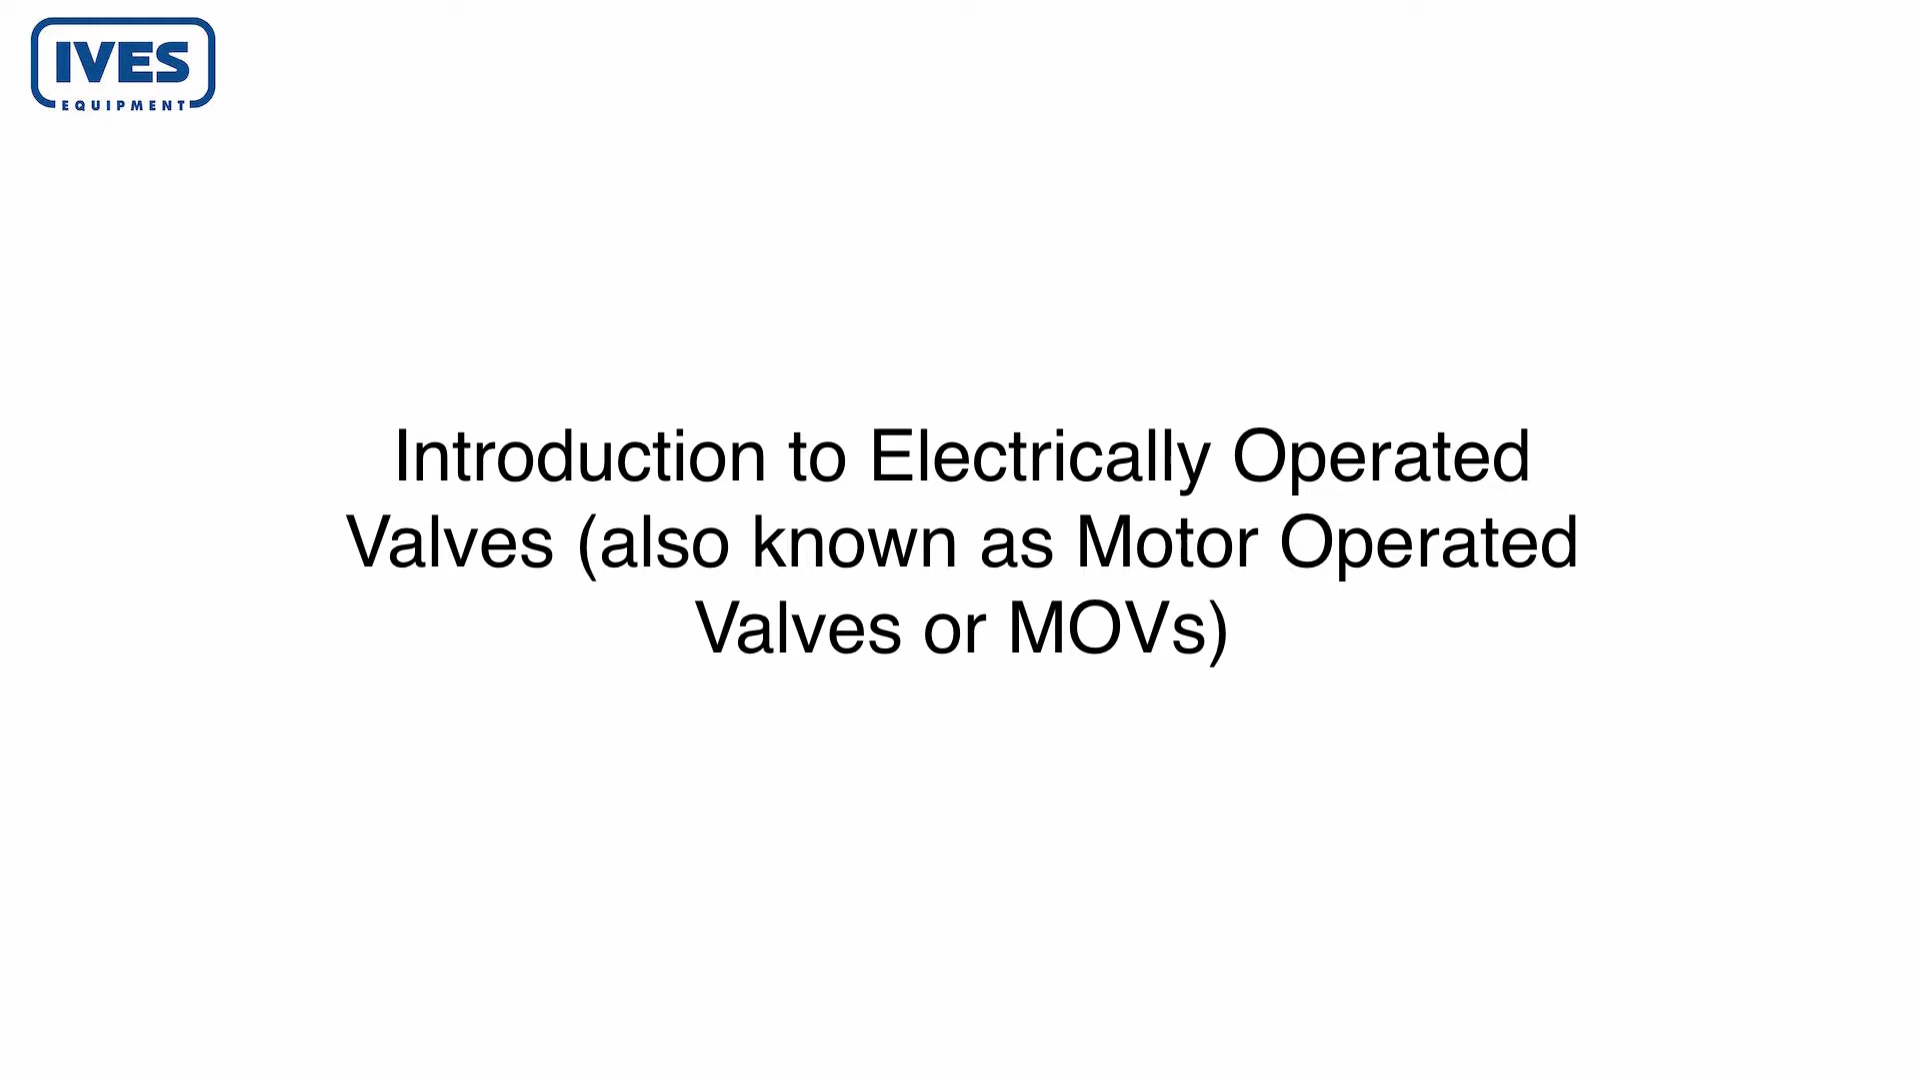 IVES
EQUIPMENT
Introduction to Electrically Operated
Valves (also known as Motor Operated
Valves or MOVs)